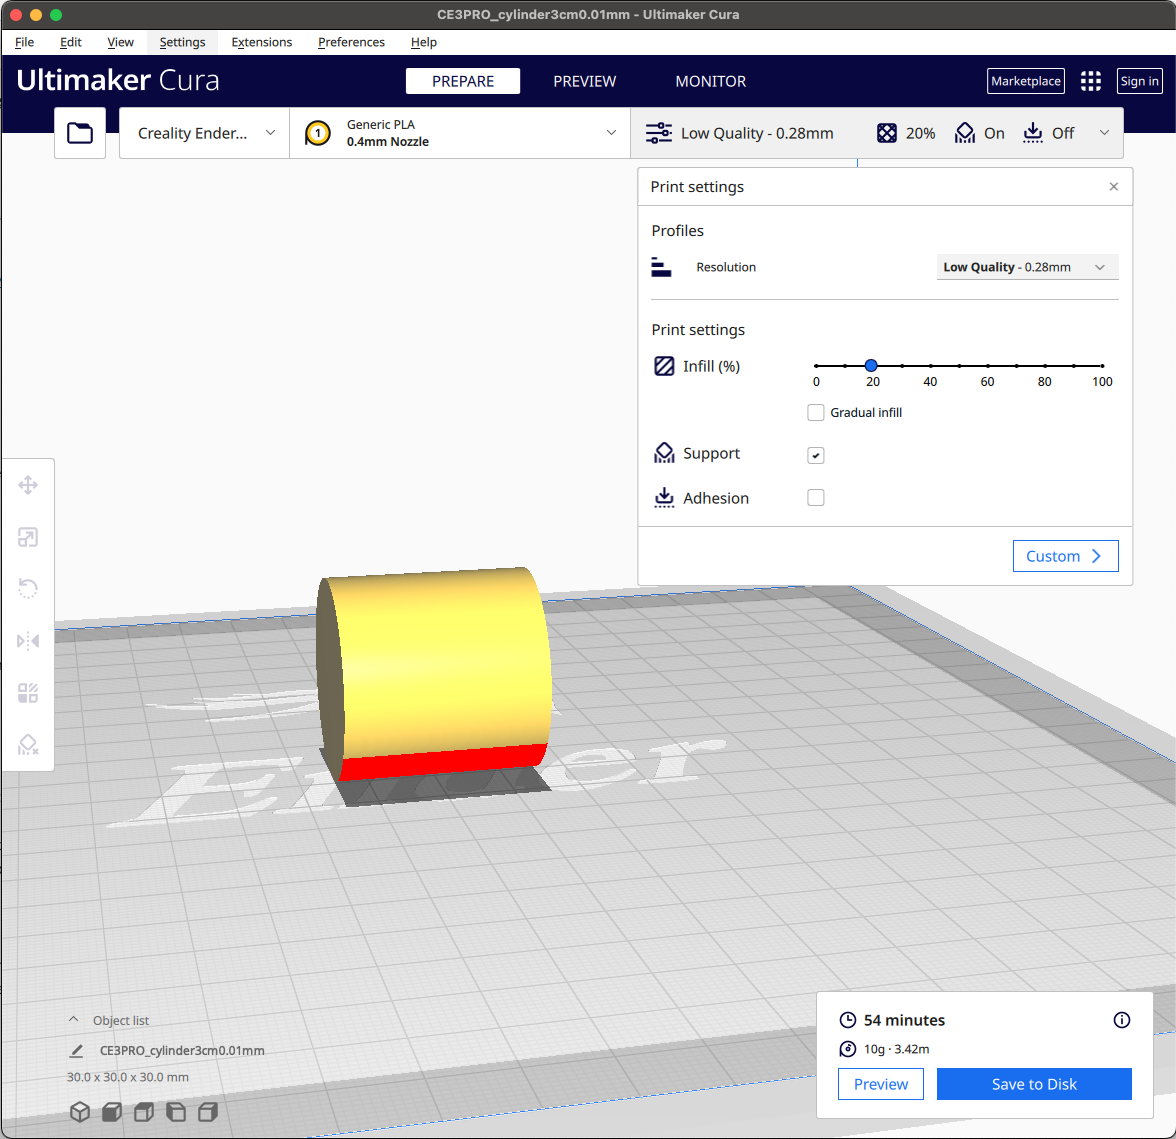 CE3PRO_cylinder3cm0.01mm - Ultimaker Cura
File Edit View Settings Extensions Preferences Help
Ultimaker Cura PREPARE PREVIEW MONITOR Marketplace Sign in
Creality Ender...
1
Generic PLA
0.4mm Nozzle
Low Quality - 0.28mm 20% On Off
Print settings
Profiles
Resolution Low Quality - 0.28mm
Print settings
Infill (%)
0 20 40 60 80 100
Gradual infill
Support
Adhesion
Custom
Object list
CE3PRO_cylinder3cm0.01mm
30.0 x 30.0 x 30.0 mm
54 minutes
10g · 3.42m
Preview Save to Disk